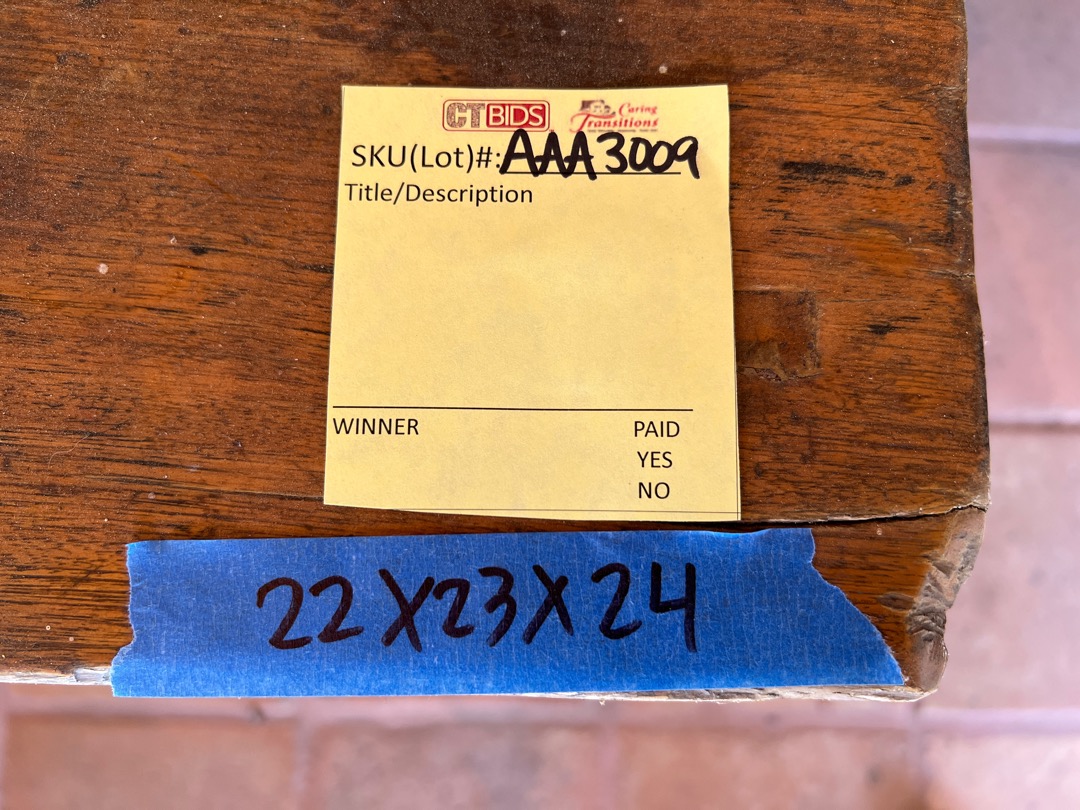 CTBIDS Caring Transitions
SKU(Lot)#: AAA3009
Title/Description
WINNER PAID
YES
NO
22X23X24